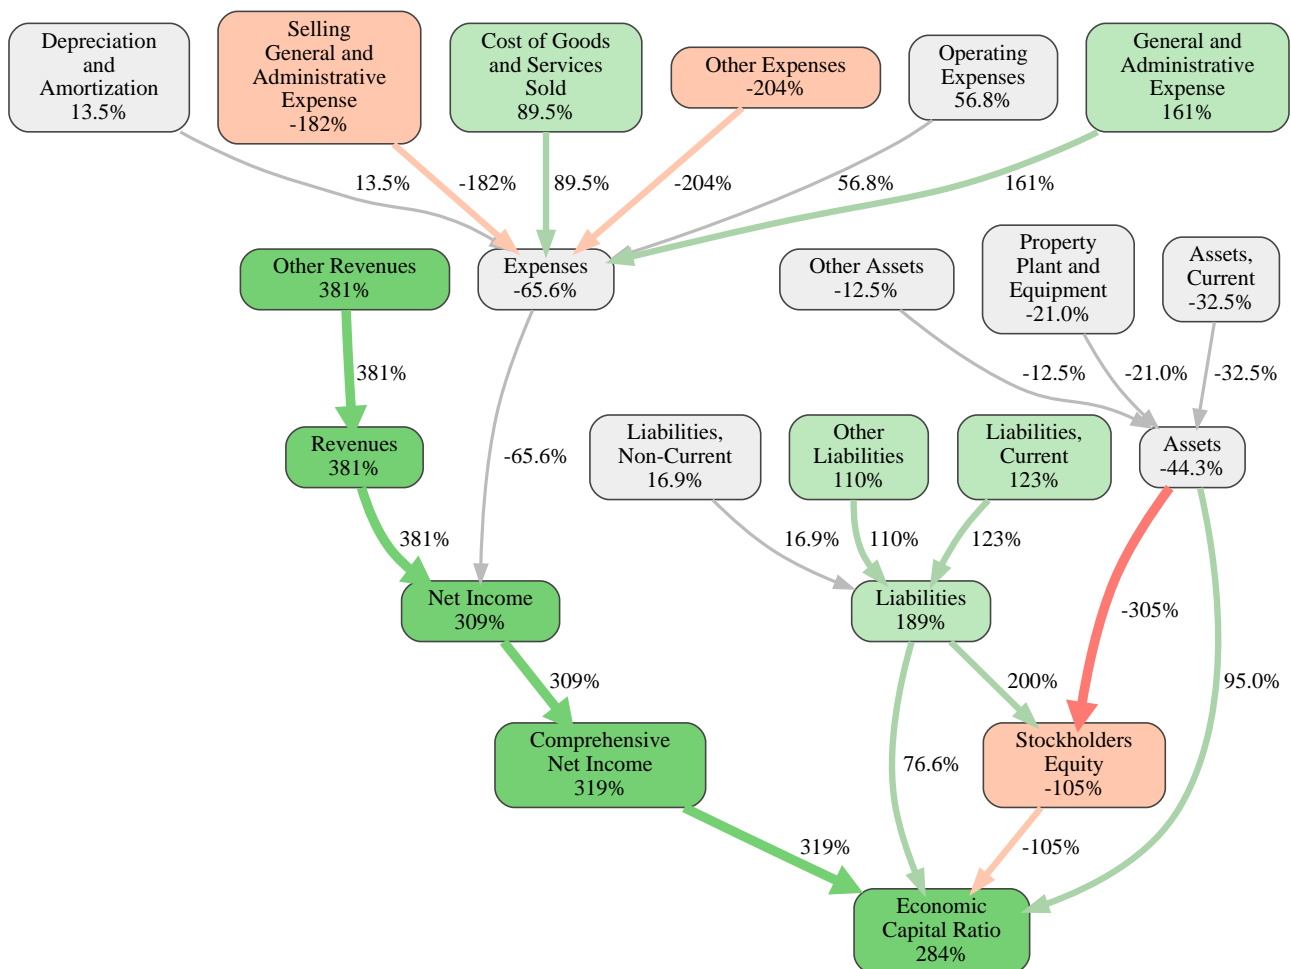 Depreciation
and
Amortization
13.5%
Selling
General and
Administrative
Expense
-182%
Cost of Goods
and Services
Sold
89.5%
Other Expenses
-204%
Operating
Expenses
56.8%
General and
Administrative
Expense
161%
13.5%
-182%
89.5%
-204%
56.8%
161%
Other Revenues
381%
Expenses
-65.6%
Other Assets
-12.5%
Property
Plant and
Equipment
-21.0%
Assets,
Current
-32.5%
381%
-65.6%
-12.5%
-21.0%
-32.5%
Revenues
381%
Liabilities,
Non-Current
16.9%
Other
Liabilities
110%
Liabilities,
Current
123%
Assets
-44.3%
381%
16.9%
110%
123%
-305%
95.0%
Net Income
309%
Liabilities
189%
309%
76.6%
200%
Comprehensive
Net Income
319%
Stockholders
Equity
-105%
319%
-105%
Economic
Capital Ratio
284%